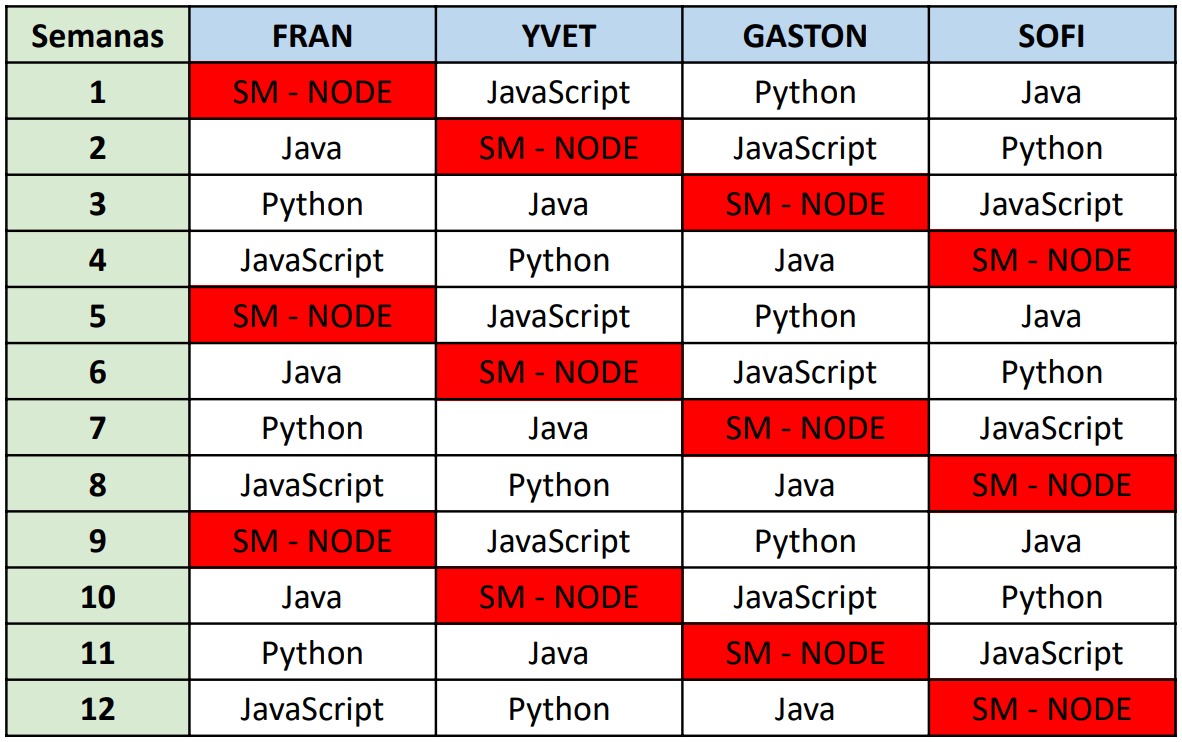 Semanas FRAN YVET GASTON SOFI
1 SM - NODE JavaScript Python Java
2 Java SM - NODE JavaScript Python
3 Python Java SM - NODE JavaScript
4 JavaScript Python Java SM - NODE
5 SM - NODE JavaScript Python Java
6 Java SM - NODE JavaScript Python
7 Python Java SM - NODE JavaScript
8 JavaScript Python Java SM - NODE
9 SM - NODE JavaScript Python Java
10 Java SM - NODE JavaScript Python
11 Python Java SM - NODE JavaScript
12 JavaScript Python Java SM - NODE